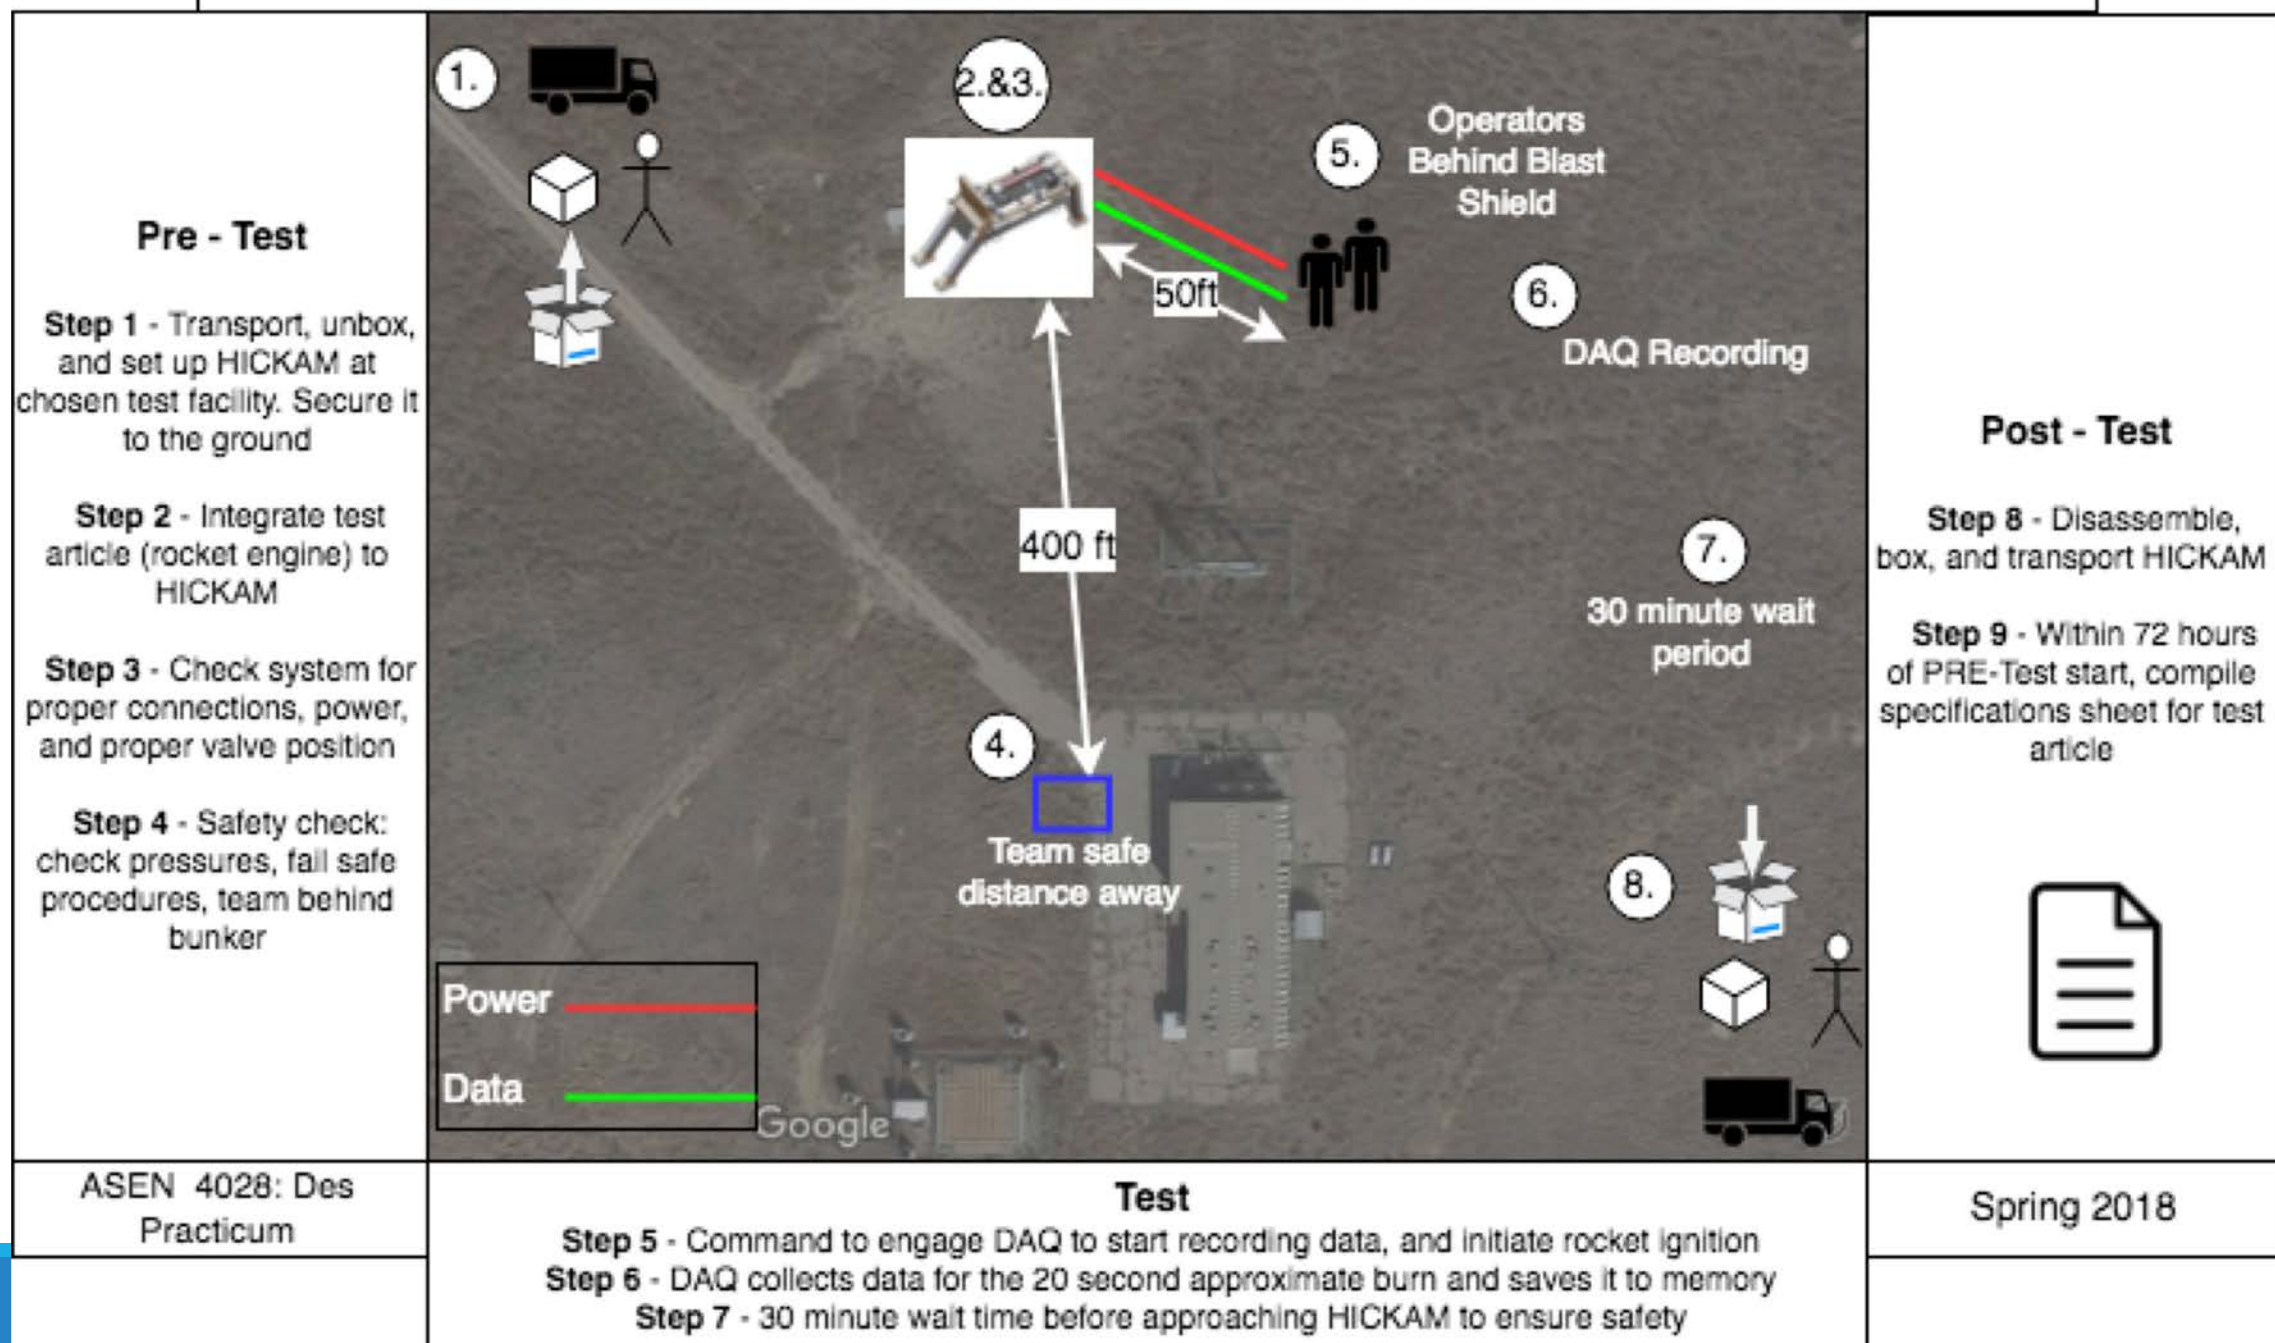 Pre - Test
Step 1 - Transport, unbox,
and set up HICKAM at
chosen test facility. Secure it
to the ground
Step 2 - Integrate test
article (rocket engine) to
HICKAM
Step 3 - Check system for
proper connections, power,
and proper valve position
Step 4 - Safety check:
check pressures, fail safe
procedures, team behind
bunker
1.
2.&3.
5.
Operators
Behind Blast
Shield
50ft
6.
DAQ Recording
400 ft
7.
30 minute wait
period
4.
Team safe
distance away
8.
Power
Data
Google
Post - Test
Step 8 - Disassemble,
box, and transport HICKAM
Step 9 - Within 72 hours
of PRE-Test start, compile
specifications sheet for test
article
ASEN 4028: Des
Practicum
Test
Step 5 - Command to engage DAQ to start recording data, and initiate rocket ignition
Step 6 - DAQ collects data for the 20 second approximate burn and saves it to memory
Step 7 - 30 minute wait time before approaching HICKAM to ensure safety
Spring 2018